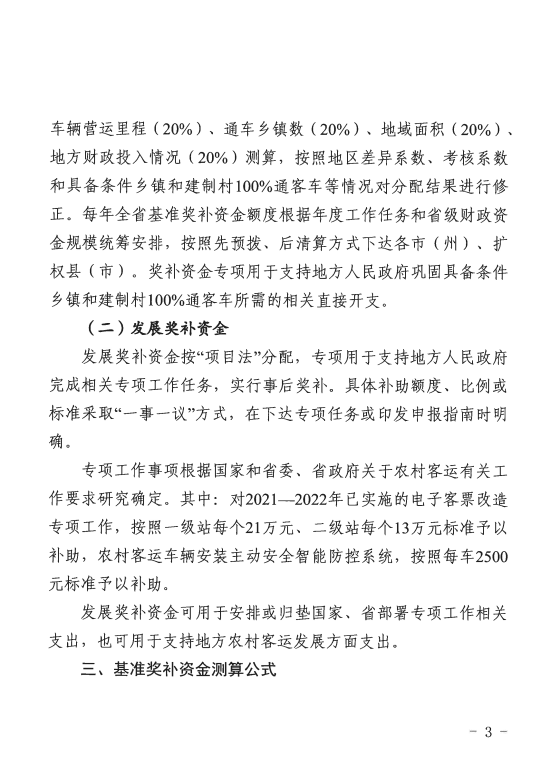 车辆营运里程（20%）、通车乡镇数（20%）、地域面积（20%）、
地方财政投入情况（20%）测算，按照地区差异系数、考核系数
和具备条件乡镇和建制村100%通客车等情况对分配结果进行修
正。每年全省基准奖补资金额度根据年度工作任务和省级财政资
金规模统筹安排，按照先预拨、后清算方式下达各市（州）、扩
权县（市）。奖补资金专项用于支持地方人民政府巩固具备条件
乡镇和建制村100%通客车所需的相关直接开支。
（二）发展奖补资金
发展奖补资金按“项目法”分配，专项用于支持地方人民政府
完成相关专项工作任务，实行事后奖补。具体补助额度、比例或
标准采取“一事一议”方式，在下达专项任务或印发申报指南时明
确。
专项工作事项根据国家和省委、省政府关于农村客运有关工
作要求研究确定。其中：对2021—2022年已实施的电子客票改造
专项工作，按照一级站每个21万元、二级站每个13万元标准予以
补助，农村客运车辆安装主动安全智能防控系统，按照每车2500
元标准予以补助。
发展奖补资金可用于安排或归垫国家、省部署专项工作相关
支出，也可用于支持地方农村客运发展方面支出。
三、基准奖补资金测算公式
- 3 -